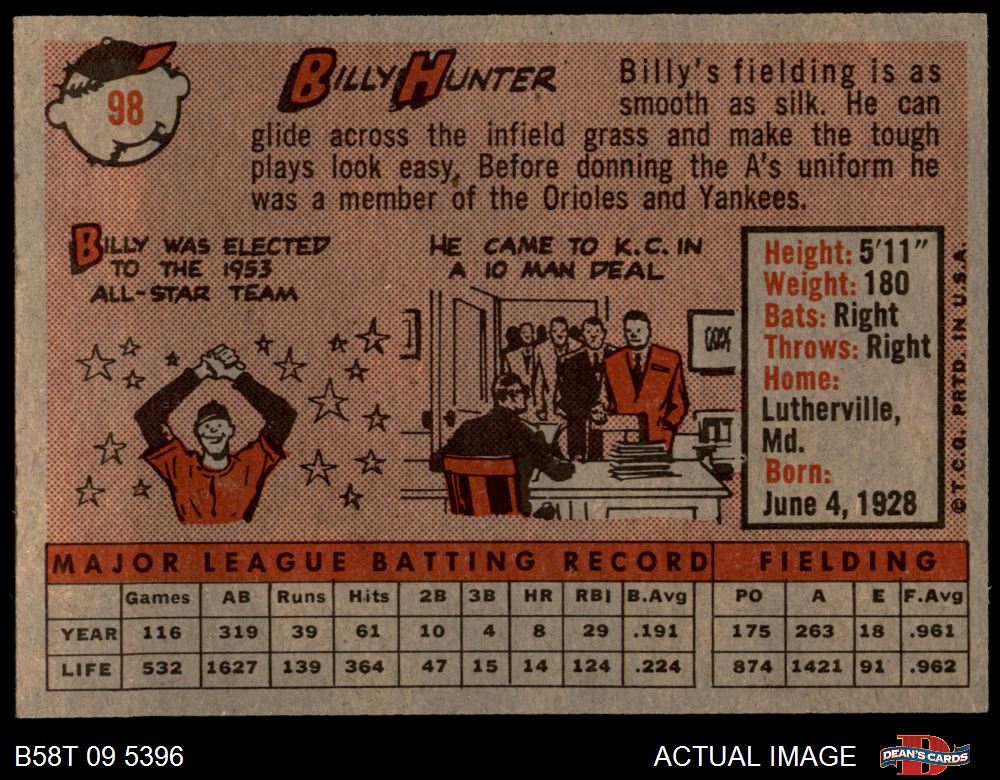 98
BILLY HUNTER
Billy's fielding is as
smooth as silk. He can
glide across the infield grass and make the tough
plays look easy. Before donning the A's uniform he
was a member of the Orioles and Yankees.
BILLY WAS ELECTED
TO THE 1953
ALL-STAR TEAM
HE CAME TO K.C. IN
A 10 MAN DEAL
Height: 5'11"
Weight: 180
Bats: Right
Throws: Right
Home:
Lutherville,
Md.
Born:
June 4, 1928
© T.C.G. PRTD. IN U.S.A.
MAJOR LEAGUE BATTING RECORD FIELDING
Games AB Runs Hits 2B 3B HR RBI B.Avg PO A E F.Avg
YEAR 116 319 39 61 10 4 8 29 .191 175 263 18 .961
LIFE 532 1627 139 364 47 15 14 124 .224 874 1421 91 .962
B58T 09 5396
ACTUAL IMAGE
DEAN'S CARDS